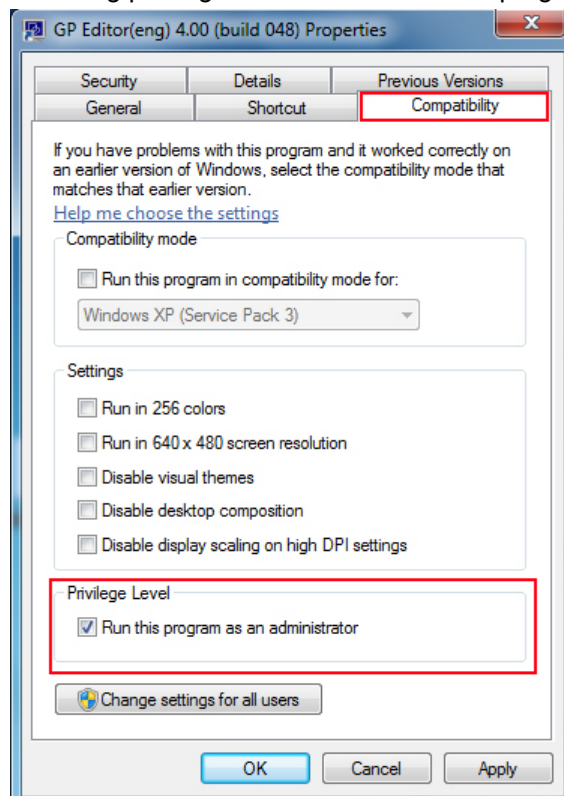 GP Editor(eng) 4.00 (build 048) Properties
Security Details Previous Versions
General Shortcut Compatibility
If you have problems with this program and it worked correctly on
an earlier version of Windows, select the compatibility mode that
matches that earlier version.
Help me choose the settings
Compatibility mode
Run this program in compatibility mode for:
Windows XP (Service Pack 3)
Settings
Run in 256 colors
Run in 640 x 480 screen resolution
Disable visual themes
Disable desktop composition
Disable display scaling on high DPI settings
Privilege Level
Run this program as an administrator
Change settings for all users
OK Cancel Apply